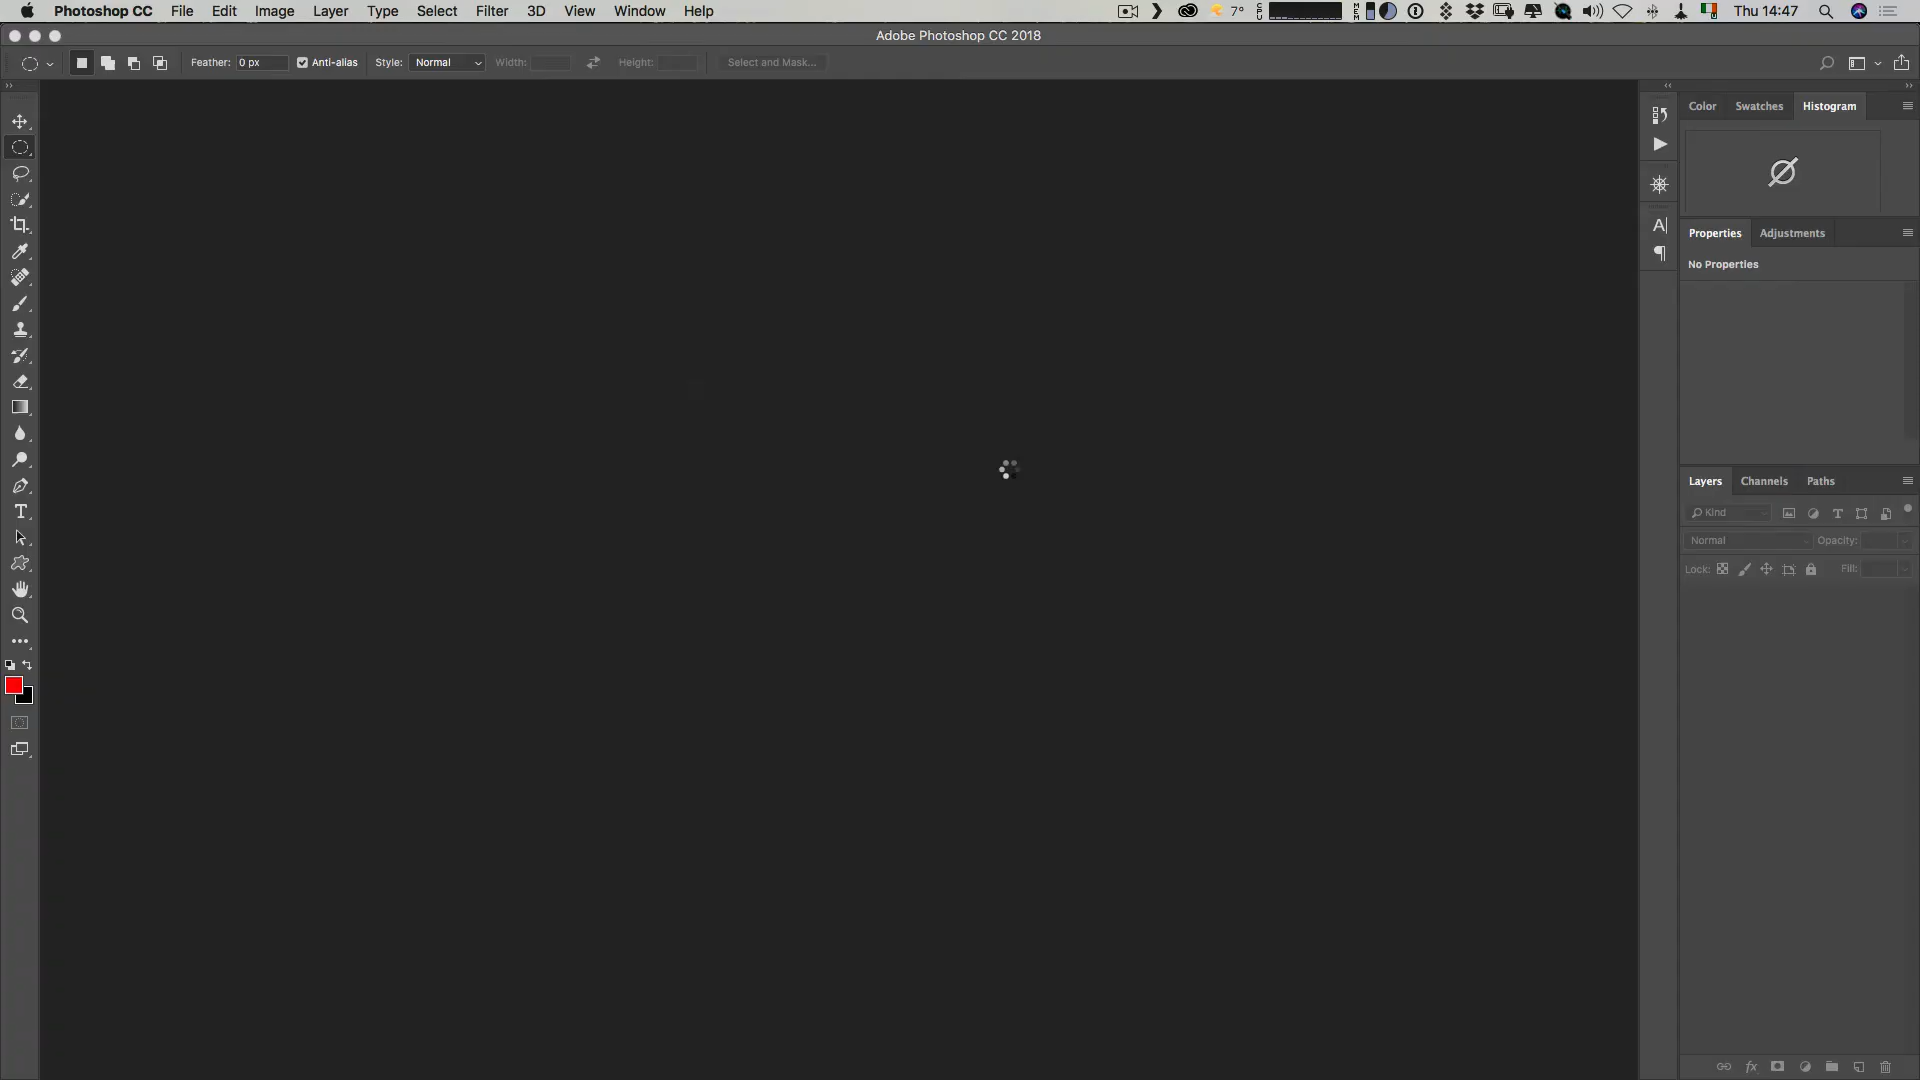 Photoshop CC File Edit Image Layer Type Select Filter 3D View Window Help 7° CPU MEM Thu 14:47
Adobe Photoshop CC 2018
Feather: 0 px Anti-alias Style: Normal Width: Height: Select and Mask...
Color Swatches Histogram
Properties Adjustments
No Properties
Layers Channels Paths
Kind
Normal Opacity:
Lock: Fill: